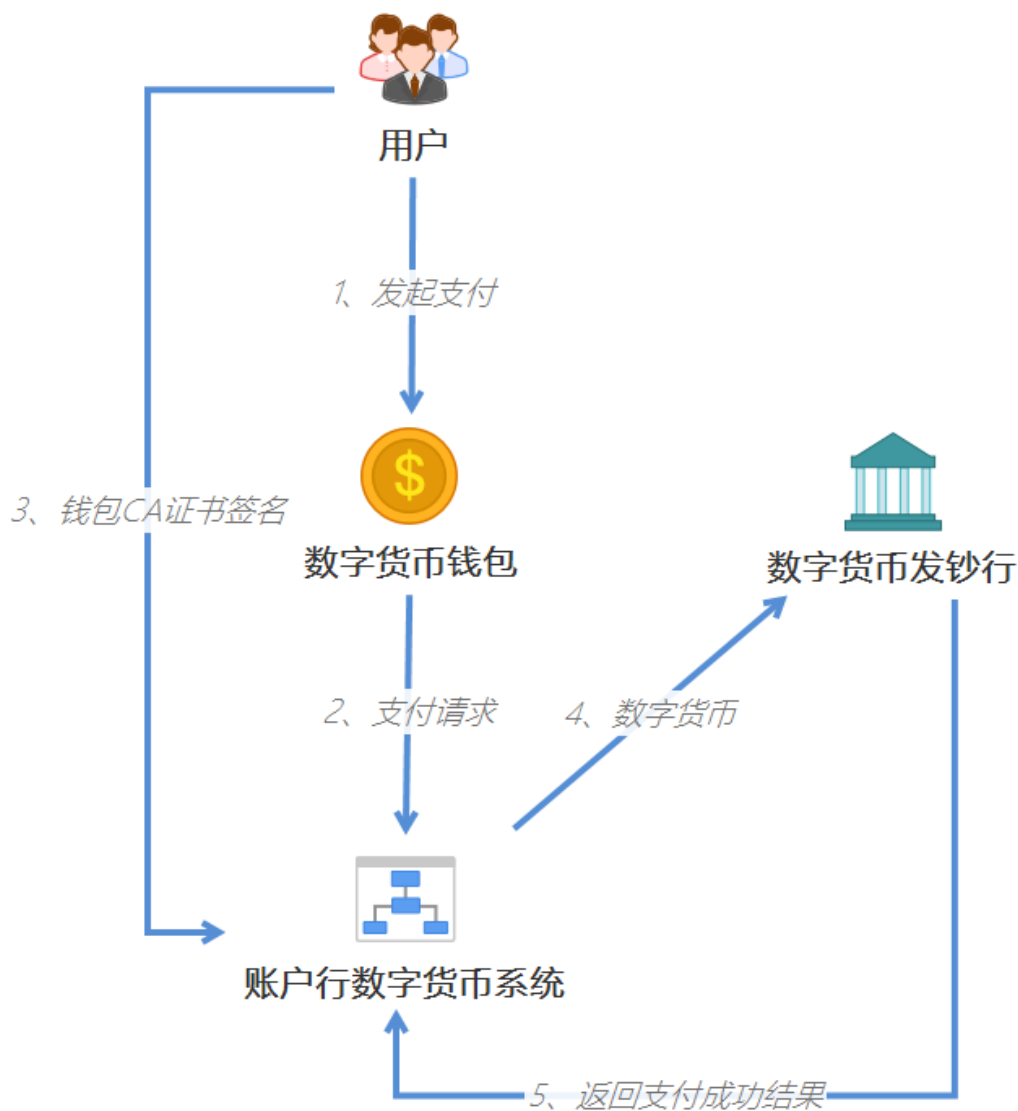 用户
1、发起支付
$
3、钱包CA证书签名
数字货币钱包
数字货币发钞行
2、支付请求
4、数字货币
账户行数字货币系统
5、返回支付成功结果